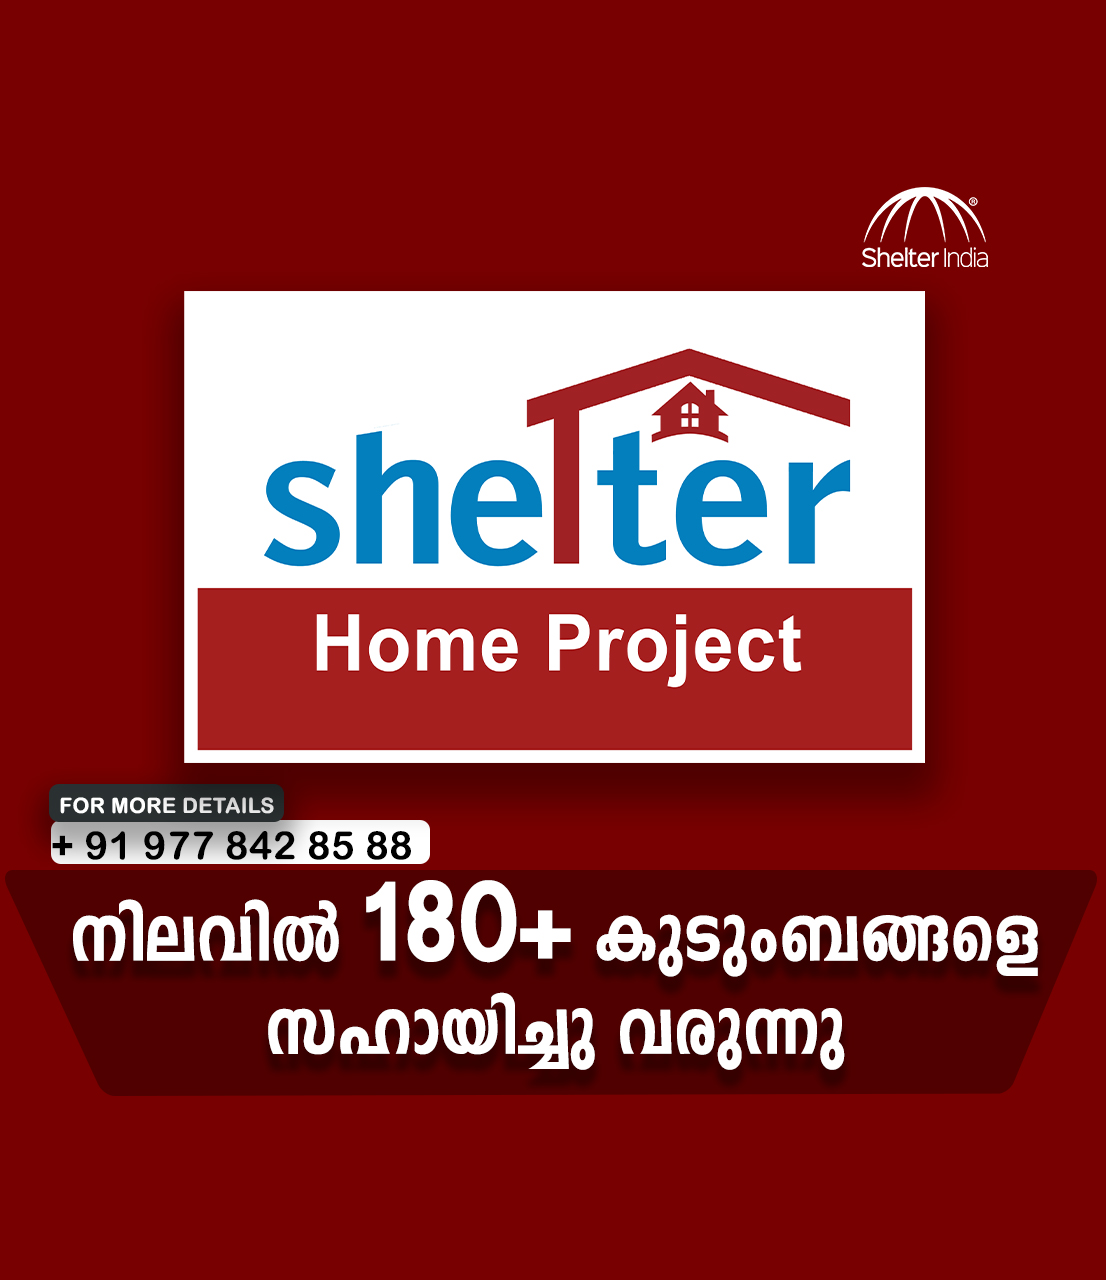 ®
Shelter India
shelter
Home Project
FOR MORE DETAILS
+ 91 977 842 85 88
നിലവിൽ 180+ കുടുംബങ്ങളെ
സഹായിച്ചു വരുന്നു